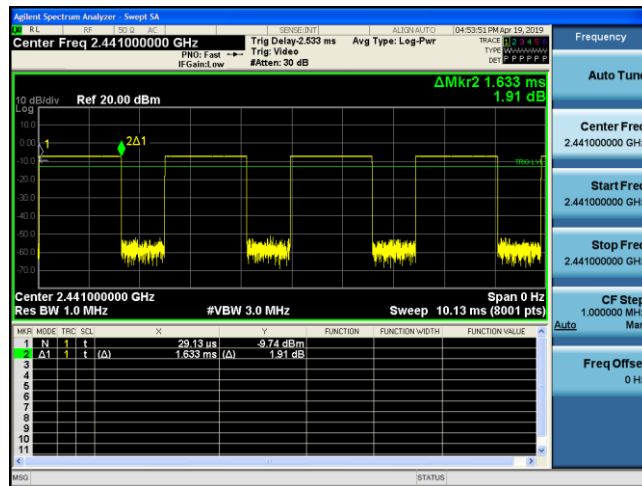 Agilent Spectrum Analyzer - Swept SA
RL RF 50 Ω AC SENSE:INT ALIGN AUTO 04:53:51 PM Apr 19, 2019
Center Freq 2.441000000 GHz
PNO: Fast
IFGain:Low
Trig Delay-2.533 ms
Trig: Video
#Atten: 30 dB
Avg Type: Log-Pwr
TRACE 1 2 3 4 5 6
TYPE
DET P P P P P P
ΔMkr2 1.633 ms
1.91 dB
10 dB/div
Log
Ref 20.00 dBm
10.0
0.00
-10.0
-20.0
-30.0
-40.0
-50.0
-60.0
-70.0
1
2Δ1
TRIG LVL
Center 2.441000000 GHz
Span 0 Hz
Res BW 1.0 MHz
#VBW 3.0 MHz
Sweep 10.13 ms (8001 pts)
MKR MODE TRC SCL X Y FUNCTION FUNCTION WIDTH FUNCTION VALUE
1 N 1 t 29.13 µs -9.74 dBm
2 Δ1 1 t (Δ) 1.633 ms (Δ) 1.91 dB
3
4
5
6
7
8
9
10
11
MSG
STATUS
Frequency
Auto Tune
Center Freq
2.441000000 GHz
Start Freq
2.441000000 GHz
Stop Freq
2.441000000 GHz
CF Step
1.000000 MHz
Auto Man
Freq Offset
0 Hz